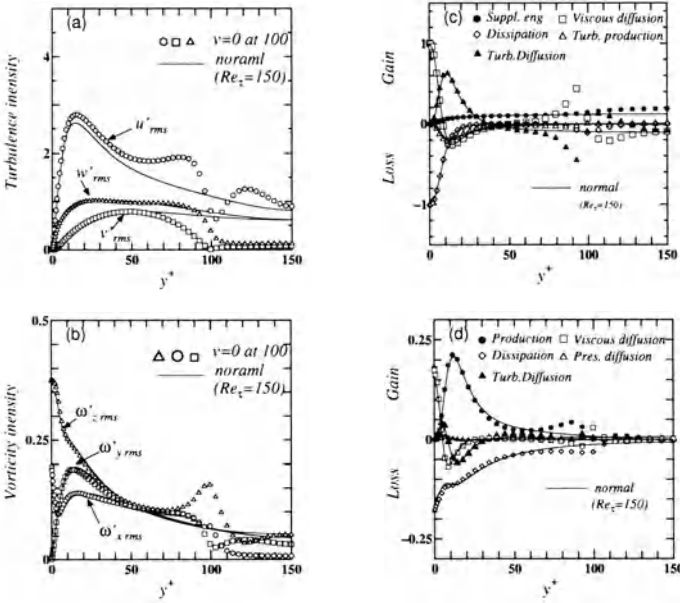 (a)
v=0 at 100
noraml
(Reτ=150)
u'rms
w'rms
v'rms
Turbulence inensity
4
2
0
0 50 100 150
y+
(c)
Suppl. eng
Viscous diffusion
Dissipation
Turb. production
Turb.Diffusion
Gain
Loss
1
0
−1
normal
(Reτ=150)
0 50 100 150
y+
(b)
v=0 at 100
noraml
(Reτ=150)
ω'z rms
ω'y rms
ω'x rms
Vorticity inensity
0.5
0.25
0
0 50 100 150
y+
(d)
Production
Viscous diffusion
Dissipation
Pres. diffusion
Turb.Diffusion
Gain
Loss
0.25
0
−0.25
normal
(Reτ=150)
0 50 100 150
y+